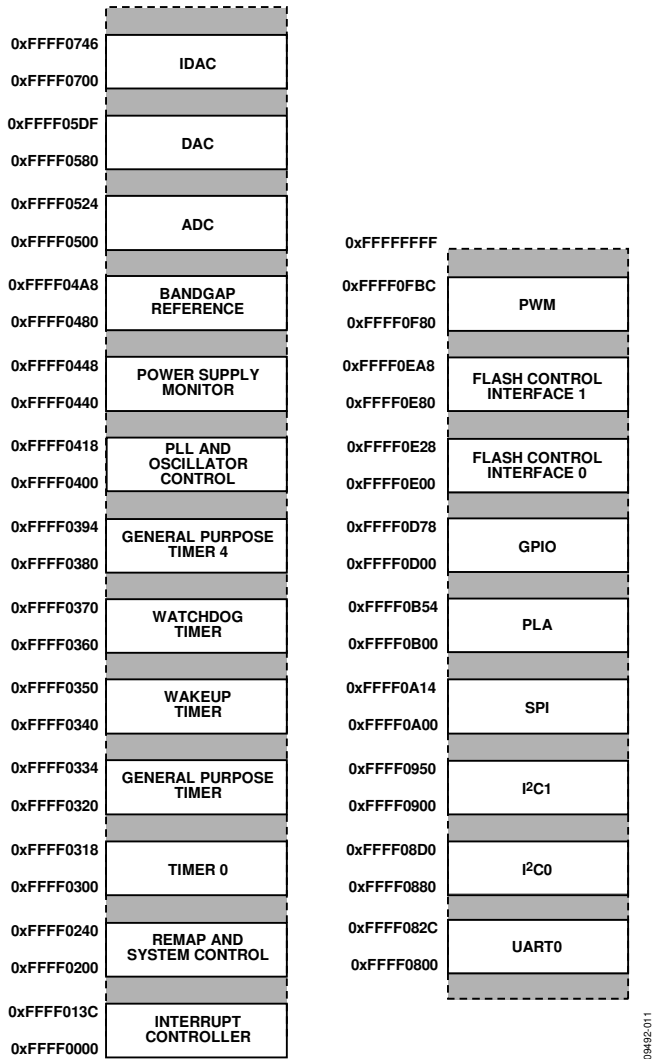 0xFFFF0746
IDAC
0xFFFF0700
0xFFFF05DF
DAC
0xFFFF0580
0xFFFF0524
ADC
0xFFFF0500
0xFFFF04A8
BANDGAP
REFERENCE
0xFFFF0480
0xFFFF0448
POWER SUPPLY
MONITOR
0xFFFF0440
0xFFFF0418
PLL AND
OSCILLATOR
CONTROL
0xFFFF0400
0xFFFF0394
GENERAL PURPOSE
TIMER 4
0xFFFF0380
0xFFFF0370
WATCHDOG
TIMER
0xFFFF0360
0xFFFF0350
WAKEUP
TIMER
0xFFFF0340
0xFFFF0334
GENERAL PURPOSE
TIMER
0xFFFF0320
0xFFFF0318
TIMER 0
0xFFFF0300
0xFFFF0240
REMAP AND
SYSTEM CONTROL
0xFFFF0200
0xFFFF013C
INTERRUPT
CONTROLLER
0xFFFF0000
0xFFFFFFFF
0xFFFF0FBC
PWM
0xFFFF0F80
0xFFFF0EA8
FLASH CONTROL
INTERFACE 1
0xFFFF0E80
0xFFFF0E28
FLASH CONTROL
INTERFACE 0
0xFFFF0E00
0xFFFF0D78
GPIO
0xFFFF0D00
0xFFFF0B54
PLA
0xFFFF0B00
0xFFFF0A14
SPI
0xFFFF0A00
0xFFFF0950
I²C1
0xFFFF0900
0xFFFF08D0
I²C0
0xFFFF0880
0xFFFF082C
UART0
0xFFFF0800
09492-011